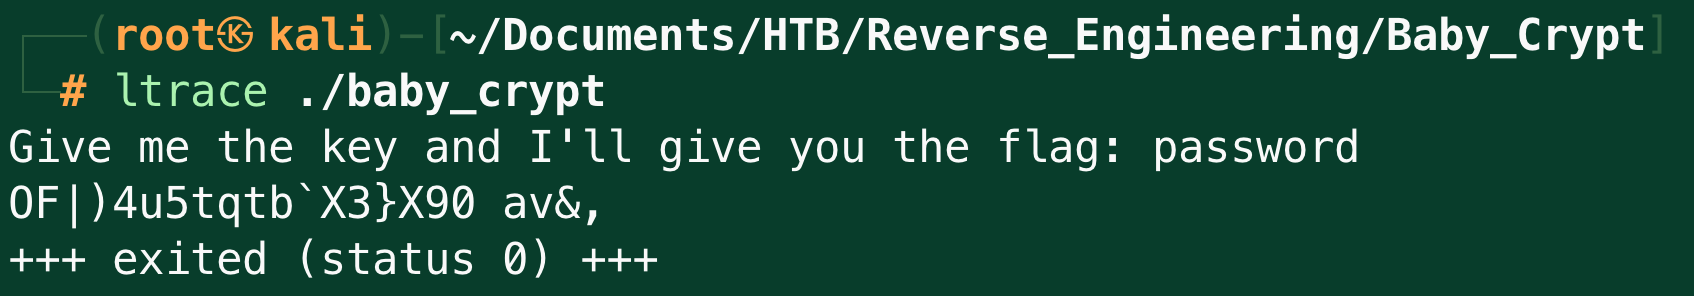 ┌──(root㉿kali)-[~/Documents/HTB/Reverse_Engineering/Baby_Crypt]
└─# ltrace ./baby_crypt
Give me the key and I'll give you the flag: password
OF|)4u5tqtb`X3}X90 av&,
+++ exited (status 0) +++